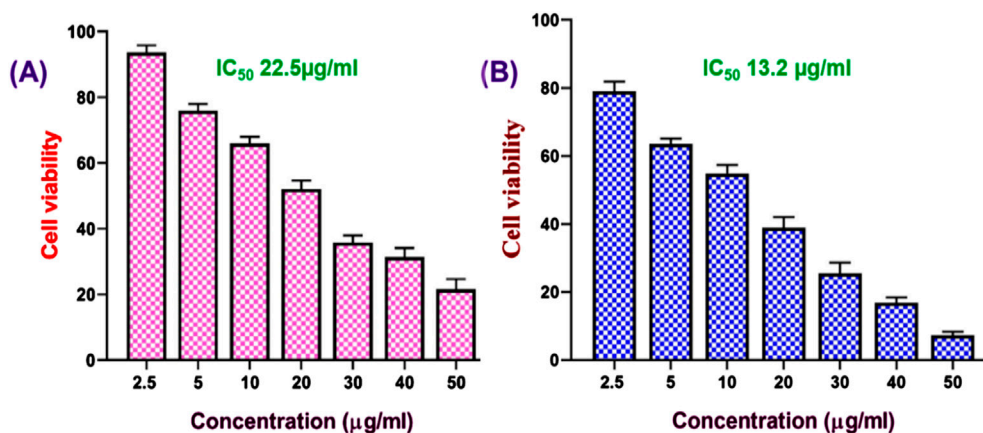 (A)
IC₅₀ 22.5µg/ml
Cell viability
100
80
60
40
20
0
2.5 5 10 20 30 40 50
Concentration (µg/ml)
(B)
IC₅₀ 13.2 µg/ml
Cell viability
100
80
60
40
20
0
2.5 5 10 20 30 40 50
Concentration (µg/ml)